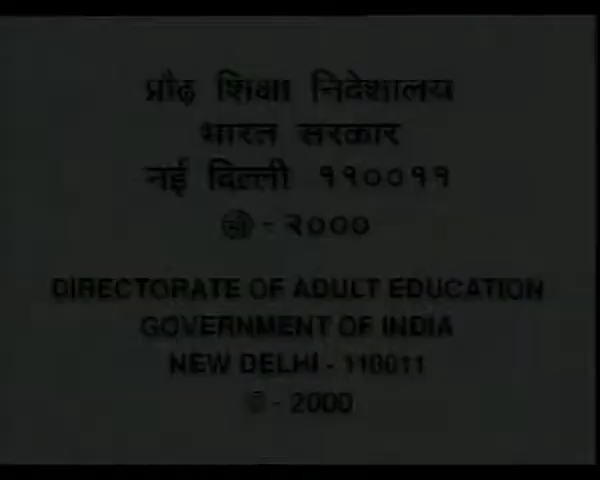 प्रौढ़ शिक्षा निदेशालय
भारत सरकार
नई दिल्ली ११००११
सी - २०००
DIRECTORATE OF ADULT EDUCATION
GOVERNMENT OF INDIA
NEW DELHI - 110011
© - 2000